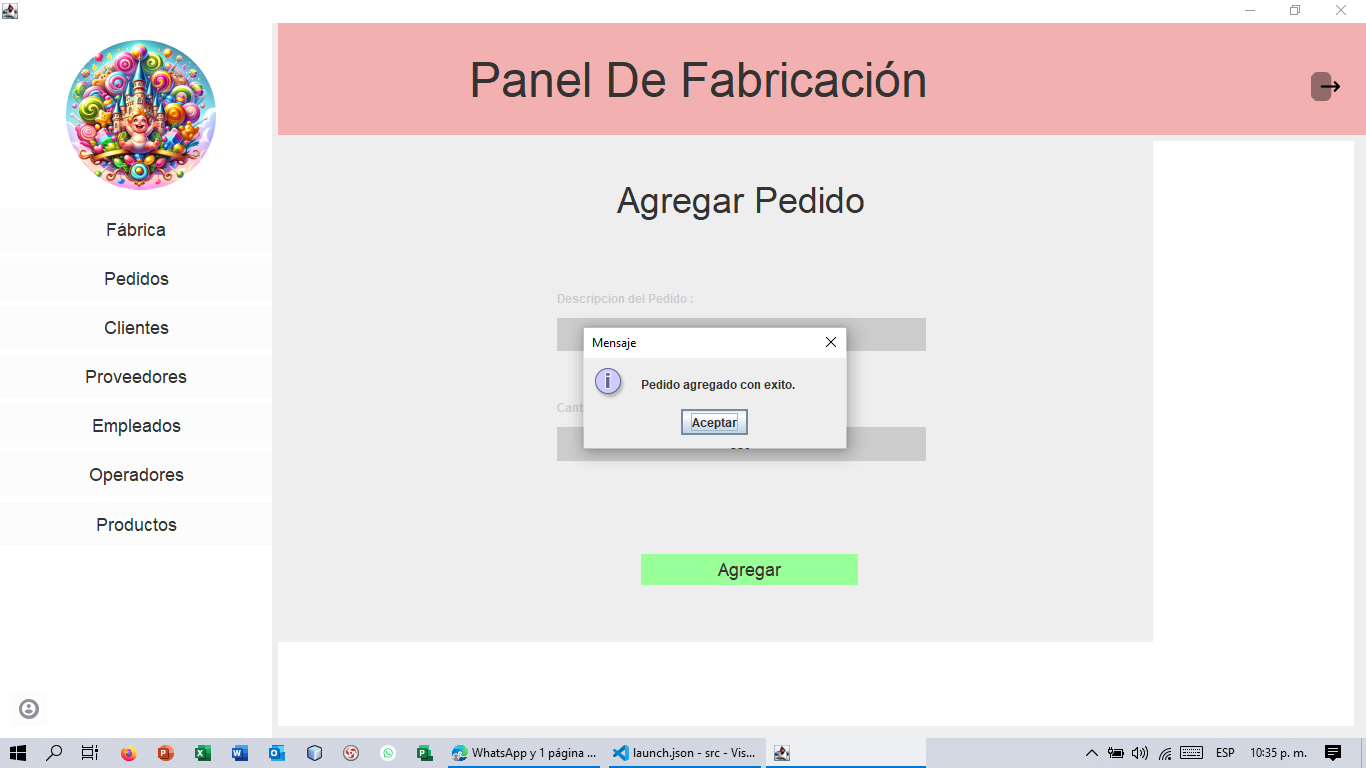 Panel De Fabricación
Fábrica
Pedidos
Clientes
Proveedores
Empleados
Operadores
Productos
Agregar Pedido
Descripcion del Pedido :
Mensaje
Pedido agregado con exito.
Aceptar
Cant
Agregar
WhatsApp y 1 página ...
launch.json - src - Vis...
ESP
10:35 p. m.